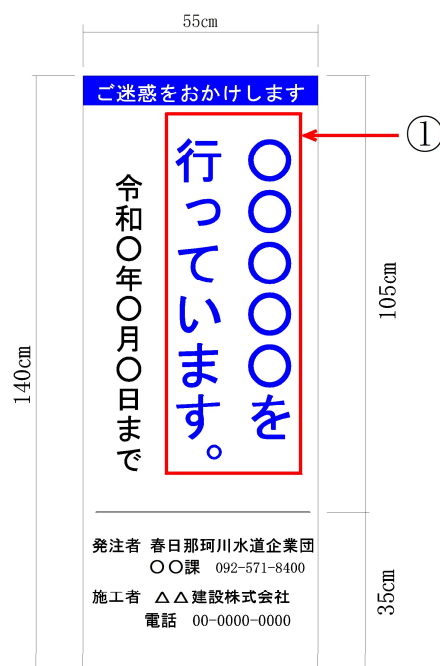 55cm
ご迷惑をおかけします
①
〇〇〇〇〇を
行っています。
令和〇年〇月〇日まで
140cm
105cm
発注者 春日那珂川水道企業団
〇〇課 092-571-8400
施工者 △△建設株式会社
電話 00-0000-0000
35cm